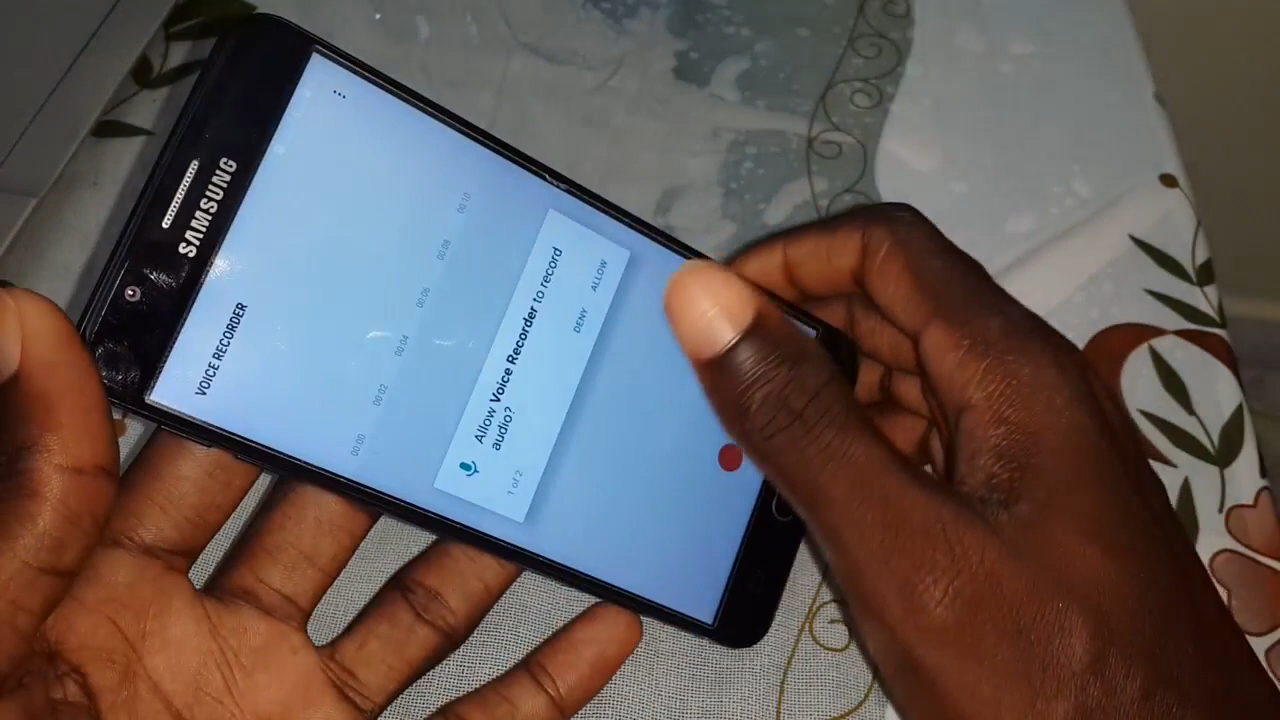 SAMSUNG
VOICE RECORDER
00:00 00:02 00:04 00:06 00:08 00:10
Allow Voice Recorder to record
audio?
1 of 2 DENY ALLOW